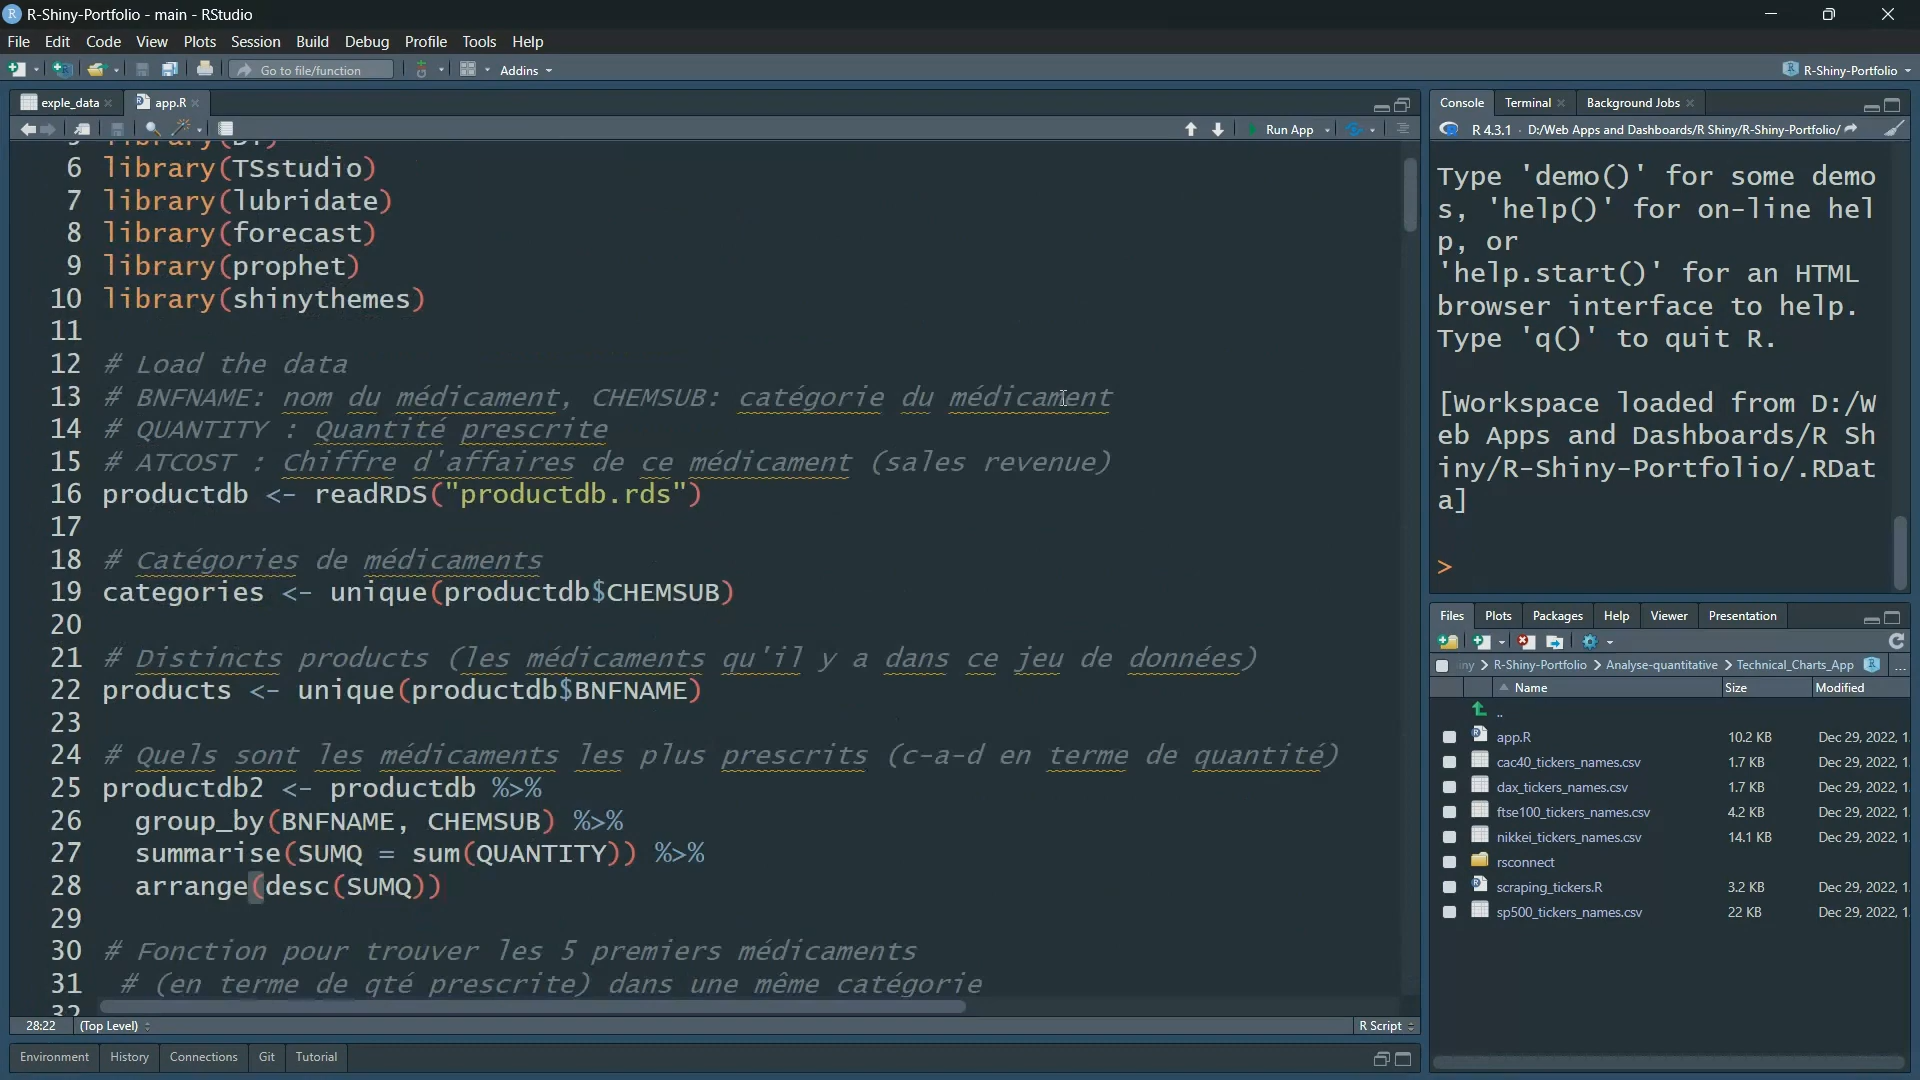 R-Shiny-Portfolio - main - RStudio
File Edit Code View Plots Session Build Debug Profile Tools Help
Go to file/function Addins R-Shiny-Portfolio
exple_data app.R
Run App
6 library(TSstudio)
7 library(lubridate)
8 library(forecast)
9 library(prophet)
10 library(shinythemes)
11
12 # Load the data
13 # BNFNAME: nom du médicament, CHEMSUB: catégorie du médicament
14 # QUANTITY : Quantité prescrite
15 # ATCOST : Chiffre d'affaires de ce médicament (sales revenue)
16 productdb <- readRDS("productdb.rds")
17
18 # Catégories de médicaments
19 categories <- unique(productdb$CHEMSUB)
20
21 # Distincts products (les médicaments qu'il y a dans ce jeu de données)
22 products <- unique(productdb$BNFNAME)
23
24 # Quels sont les médicaments les plus prescrits (c-a-d en terme de quantité)
25 productdb2 <- productdb %>%
26 group_by(BNFNAME, CHEMSUB) %>%
27 summarise(SUMQ = sum(QUANTITY)) %>%
28 arrange(desc(SUMQ))
29
30 # Fonction pour trouver les 5 premiers médicaments
31 # (en terme de qté prescrite) dans une même catégorie
32
28:22 (Top Level) R Script
Environment History Connections Git Tutorial
Console Terminal Background Jobs
R 4.3.1 · D:/Web Apps and Dashboards/R Shiny/R-Shiny-Portfolio/
Type 'demo()' for some demo
s, 'help()' for on-line hel
p, or
'help.start()' for an HTML
browser interface to help.
Type 'q()' to quit R.
[Workspace loaded from D:/W
eb Apps and Dashboards/R Sh
iny/R-Shiny-Portfolio/.RDat
a]
>
Files Plots Packages Help Viewer Presentation
iny > R-Shiny-Portfolio > Analyse-quantitative > Technical_Charts_App ...
Name Size Modified
..
app.R 10.2 KB Dec 29, 2022, 1
cac40_tickers_names.csv 1.7 KB Dec 29, 2022, 1
dax_tickers_names.csv 1.7 KB Dec 29, 2022, 1
ftse100_tickers_names.csv 4.2 KB Dec 29, 2022, 1
nikkei_tickers_names.csv 14.1 KB Dec 29, 2022, 1
rsconnect
scraping_tickers.R 3.2 KB Dec 29, 2022, 1
sp500_tickers_names.csv 22 KB Dec 29, 2022, 1